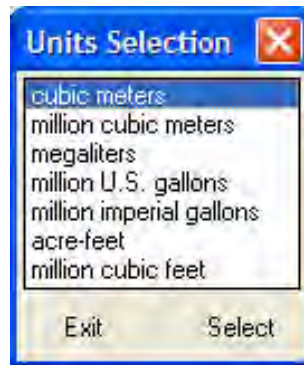 Units Selection
cubic meters
million cubic meters
megaliters
million U.S. gallons
million imperial gallons
acre-feet
million cubic feet
Exit Select